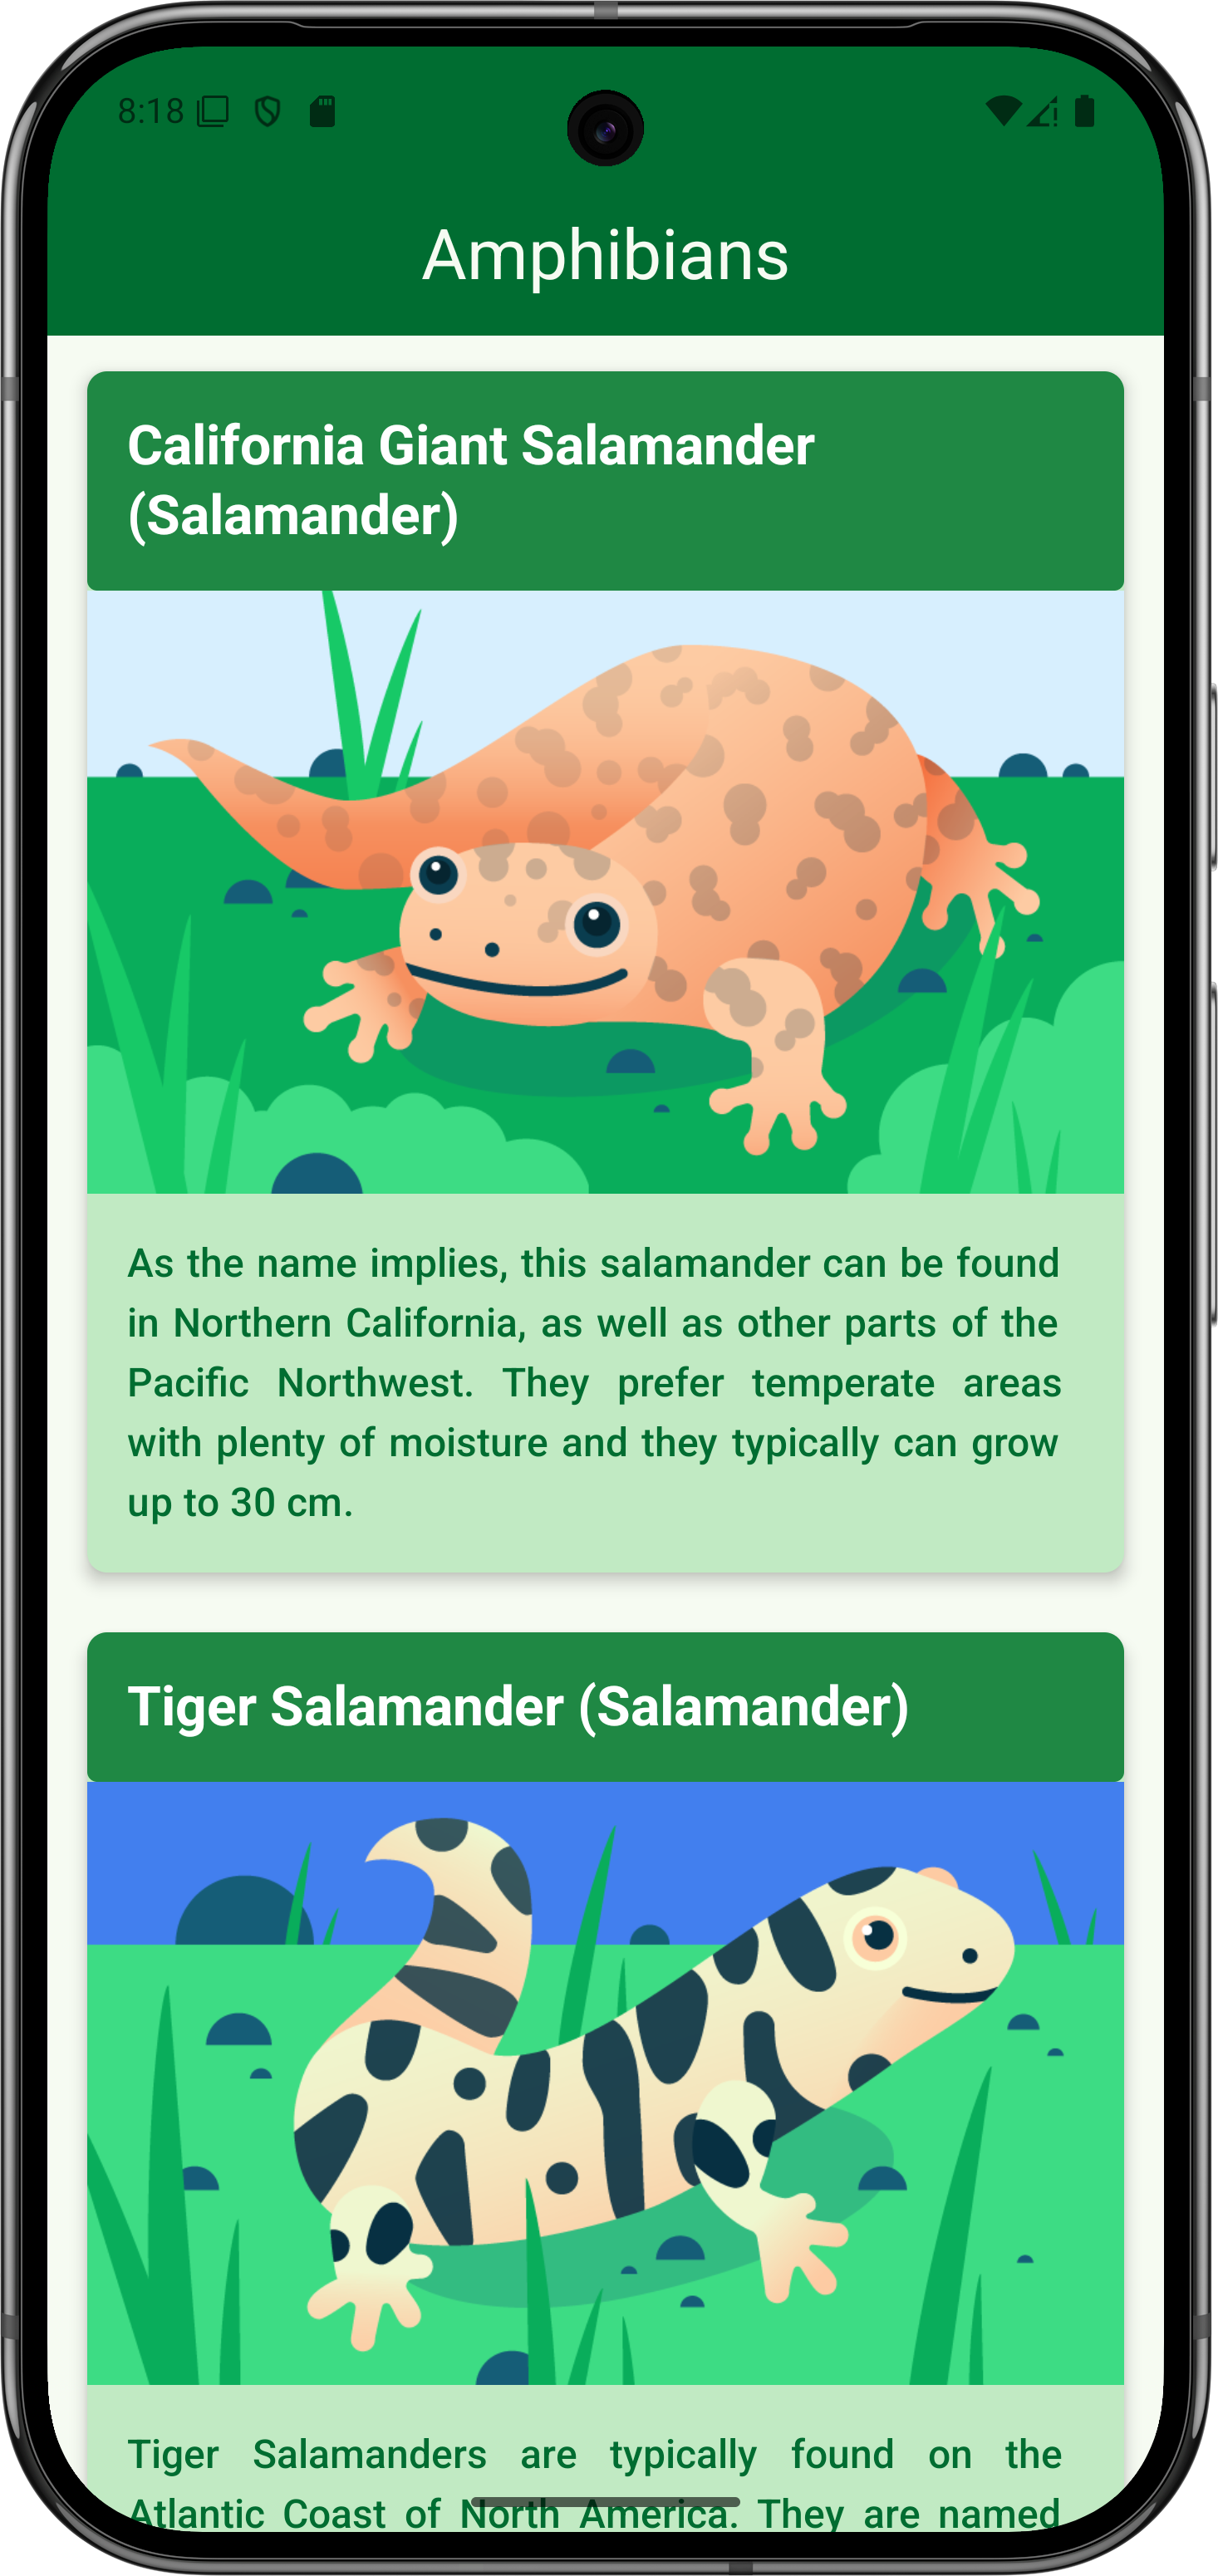 8:18
Amphibians
California Giant Salamander
(Salamander)
As the name implies, this salamander can be found
in Northern California, as well as other parts of the
Pacific Northwest. They prefer temperate areas
with plenty of moisture and they typically can grow
up to 30 cm.
Tiger Salamander (Salamander)
Tiger Salamanders are typically found on the
Atlantic Coast of North America. They are named